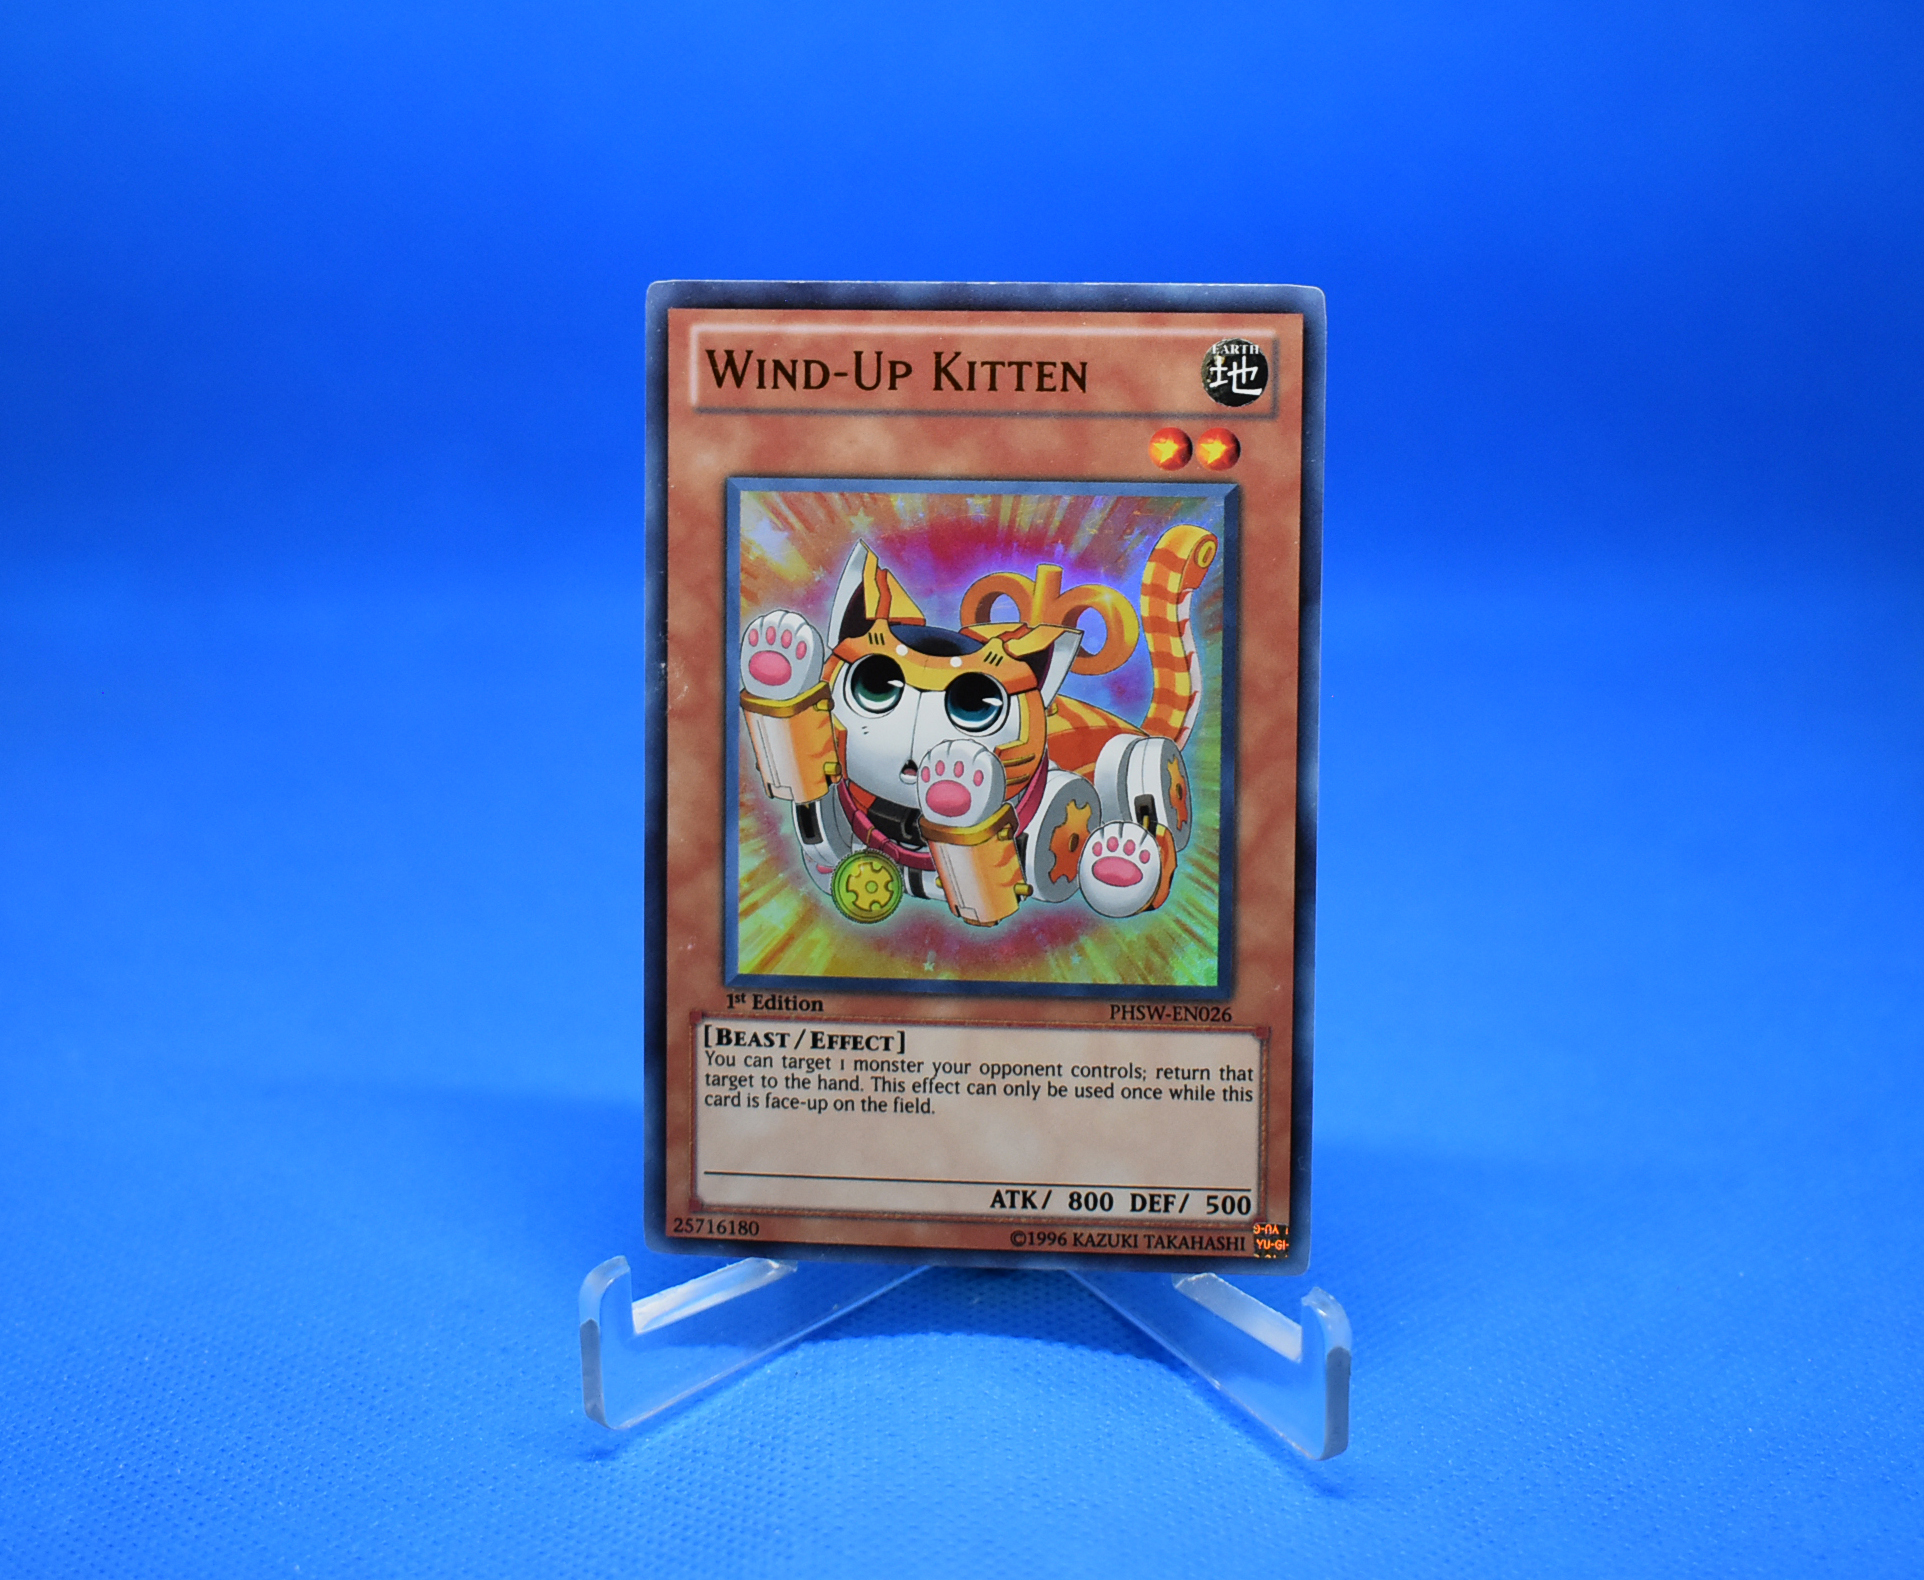 WIND-UP KITTEN
EARTH
地
1st Edition
PHSW-EN026
[BEAST/EFFECT]
You can target 1 monster your opponent controls; return that
target to the hand. This effect can only be used once while this
card is face-up on the field.
ATK/ 800 DEF/ 500
25716180
©1996 KAZUKI TAKAHASHI
YU-GI-